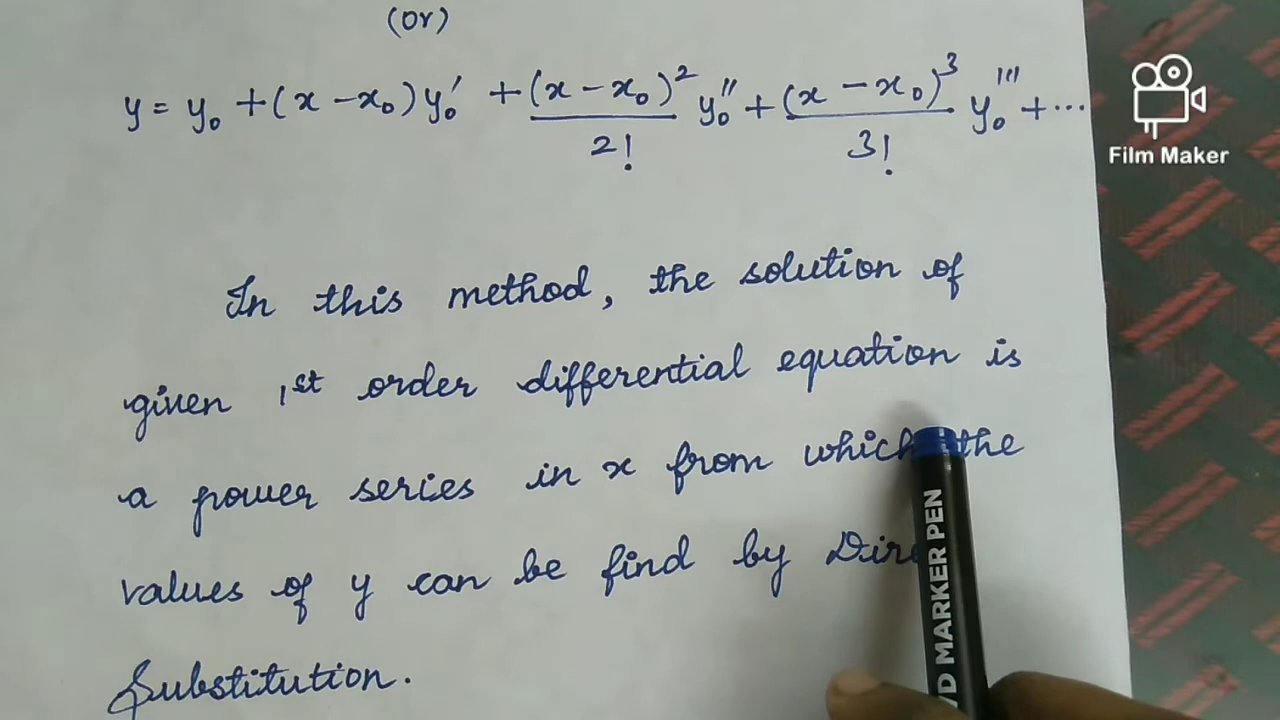 (or)
y = y₀ + (x - x₀) y₀′ + (x - x₀)²/2! y₀″ + (x - x₀)³/3! y₀‴ + ...
Film Maker
In this method, the solution of
given 1st order differential equation is
a power series in x from which the
values of y can be find by
Substitution.
D MARKER PEN